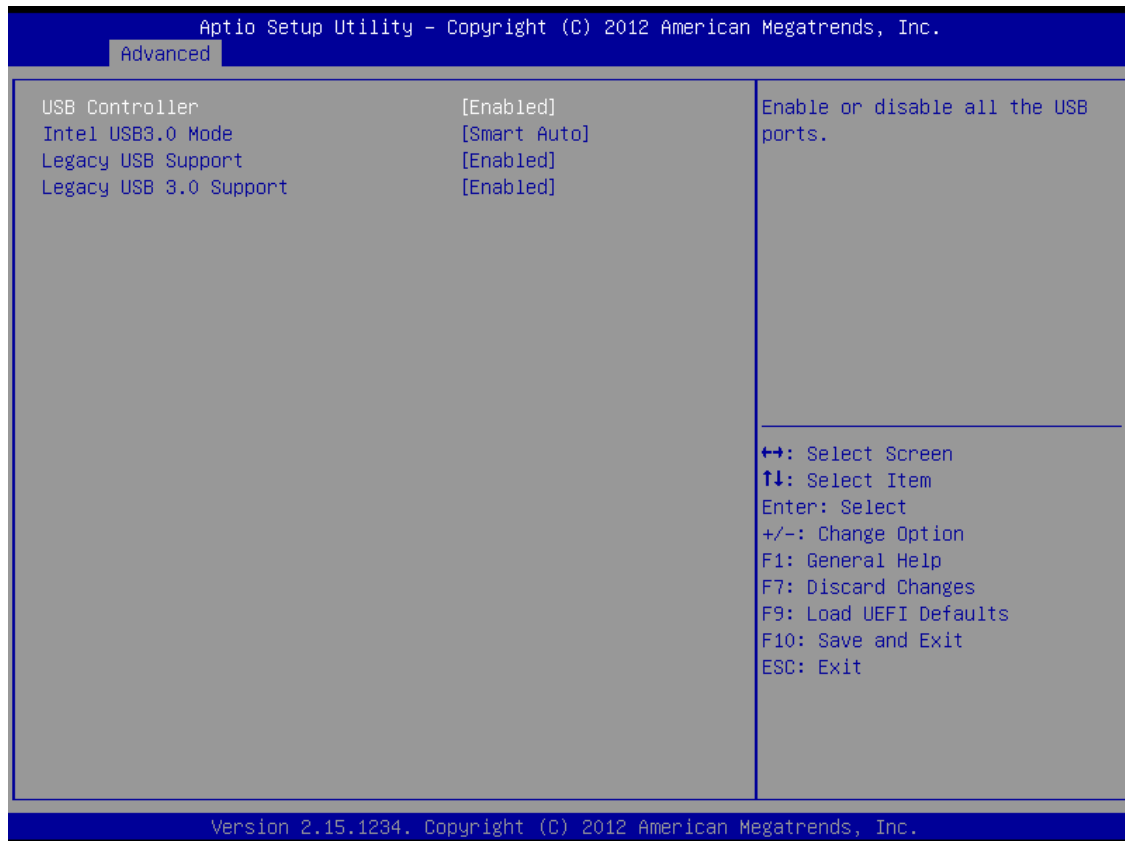 Aptio Setup Utility – Copyright (C) 2012 American Megatrends, Inc.
Advanced
USB Controller [Enabled]
Intel USB3.0 Mode [Smart Auto]
Legacy USB Support [Enabled]
Legacy USB 3.0 Support [Enabled]
Enable or disable all the USB
ports.
↔: Select Screen
↑↓: Select Item
Enter: Select
+/-: Change Option
F1: General Help
F7: Discard Changes
F9: Load UEFI Defaults
F10: Save and Exit
ESC: Exit
Version 2.15.1234. Copyright (C) 2012 American Megatrends, Inc.